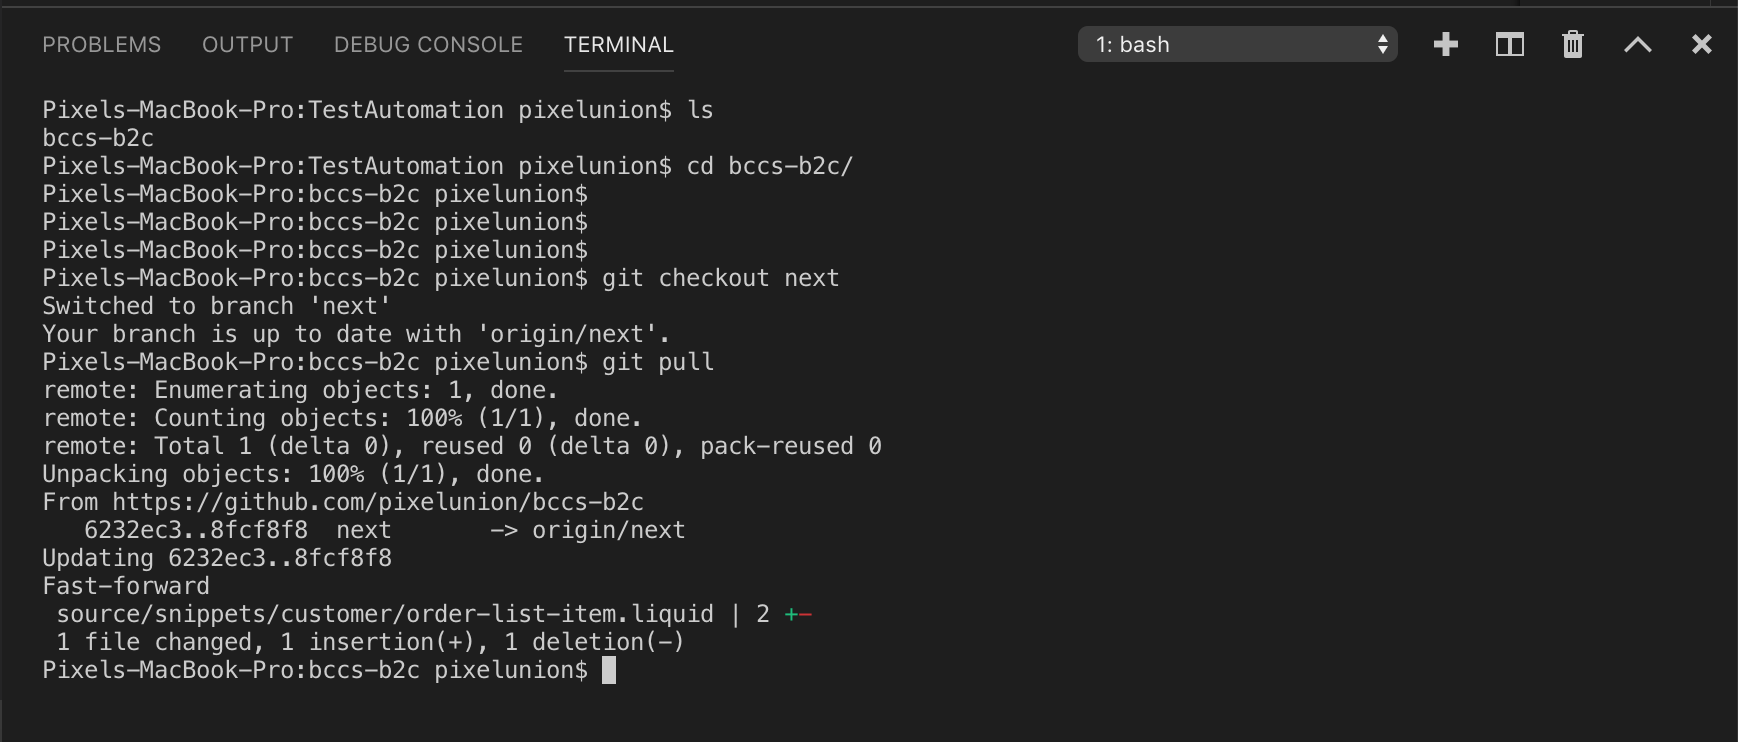 PROBLEMS OUTPUT DEBUG CONSOLE TERMINAL 1: bash
Pixels-MacBook-Pro:TestAutomation pixelunion$ ls
bccs-b2c
Pixels-MacBook-Pro:TestAutomation pixelunion$ cd bccs-b2c/
Pixels-MacBook-Pro:bccs-b2c pixelunion$
Pixels-MacBook-Pro:bccs-b2c pixelunion$
Pixels-MacBook-Pro:bccs-b2c pixelunion$
Pixels-MacBook-Pro:bccs-b2c pixelunion$ git checkout next
Switched to branch 'next'
Your branch is up to date with 'origin/next'.
Pixels-MacBook-Pro:bccs-b2c pixelunion$ git pull
remote: Enumerating objects: 1, done.
remote: Counting objects: 100% (1/1), done.
remote: Total 1 (delta 0), reused 0 (delta 0), pack-reused 0
Unpacking objects: 100% (1/1), done.
From https://github.com/pixelunion/bccs-b2c
   6232ec3..8fcf8f8  next       -> origin/next
Updating 6232ec3..8fcf8f8
Fast-forward
 source/snippets/customer/order-list-item.liquid | 2 +-
 1 file changed, 1 insertion(+), 1 deletion(-)
Pixels-MacBook-Pro:bccs-b2c pixelunion$